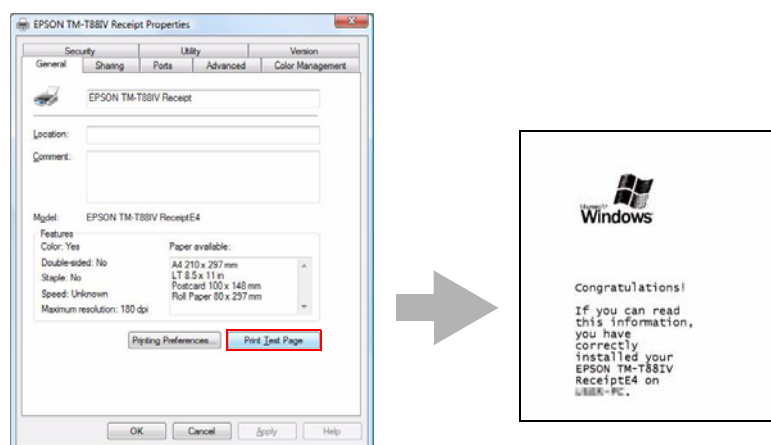 EPSON TM-T88IV Receipt Properties
Security Utility Version
General Sharing Ports Advanced Color Management
EPSON TM-T88IV Receipt
Location:
Comment:
Model: EPSON TM-T88IV ReceiptE4
Features
Color: Yes Paper available:
Double-sided: No A4 210 x 297 mm
Staple: No LT 8.5 x 11 in
Postcard 100 x 148 mm
Speed: Unknown Roll Paper 80 x 297 mm
Maximum resolution: 180 dpi
Printing Preferences... Print Test Page
OK Cancel Apply Help
Microsoft
Windows
Congratulations!
If you can read
this information,
you have
correctly
installed your
EPSON TM-T88IV
ReceiptE4 on